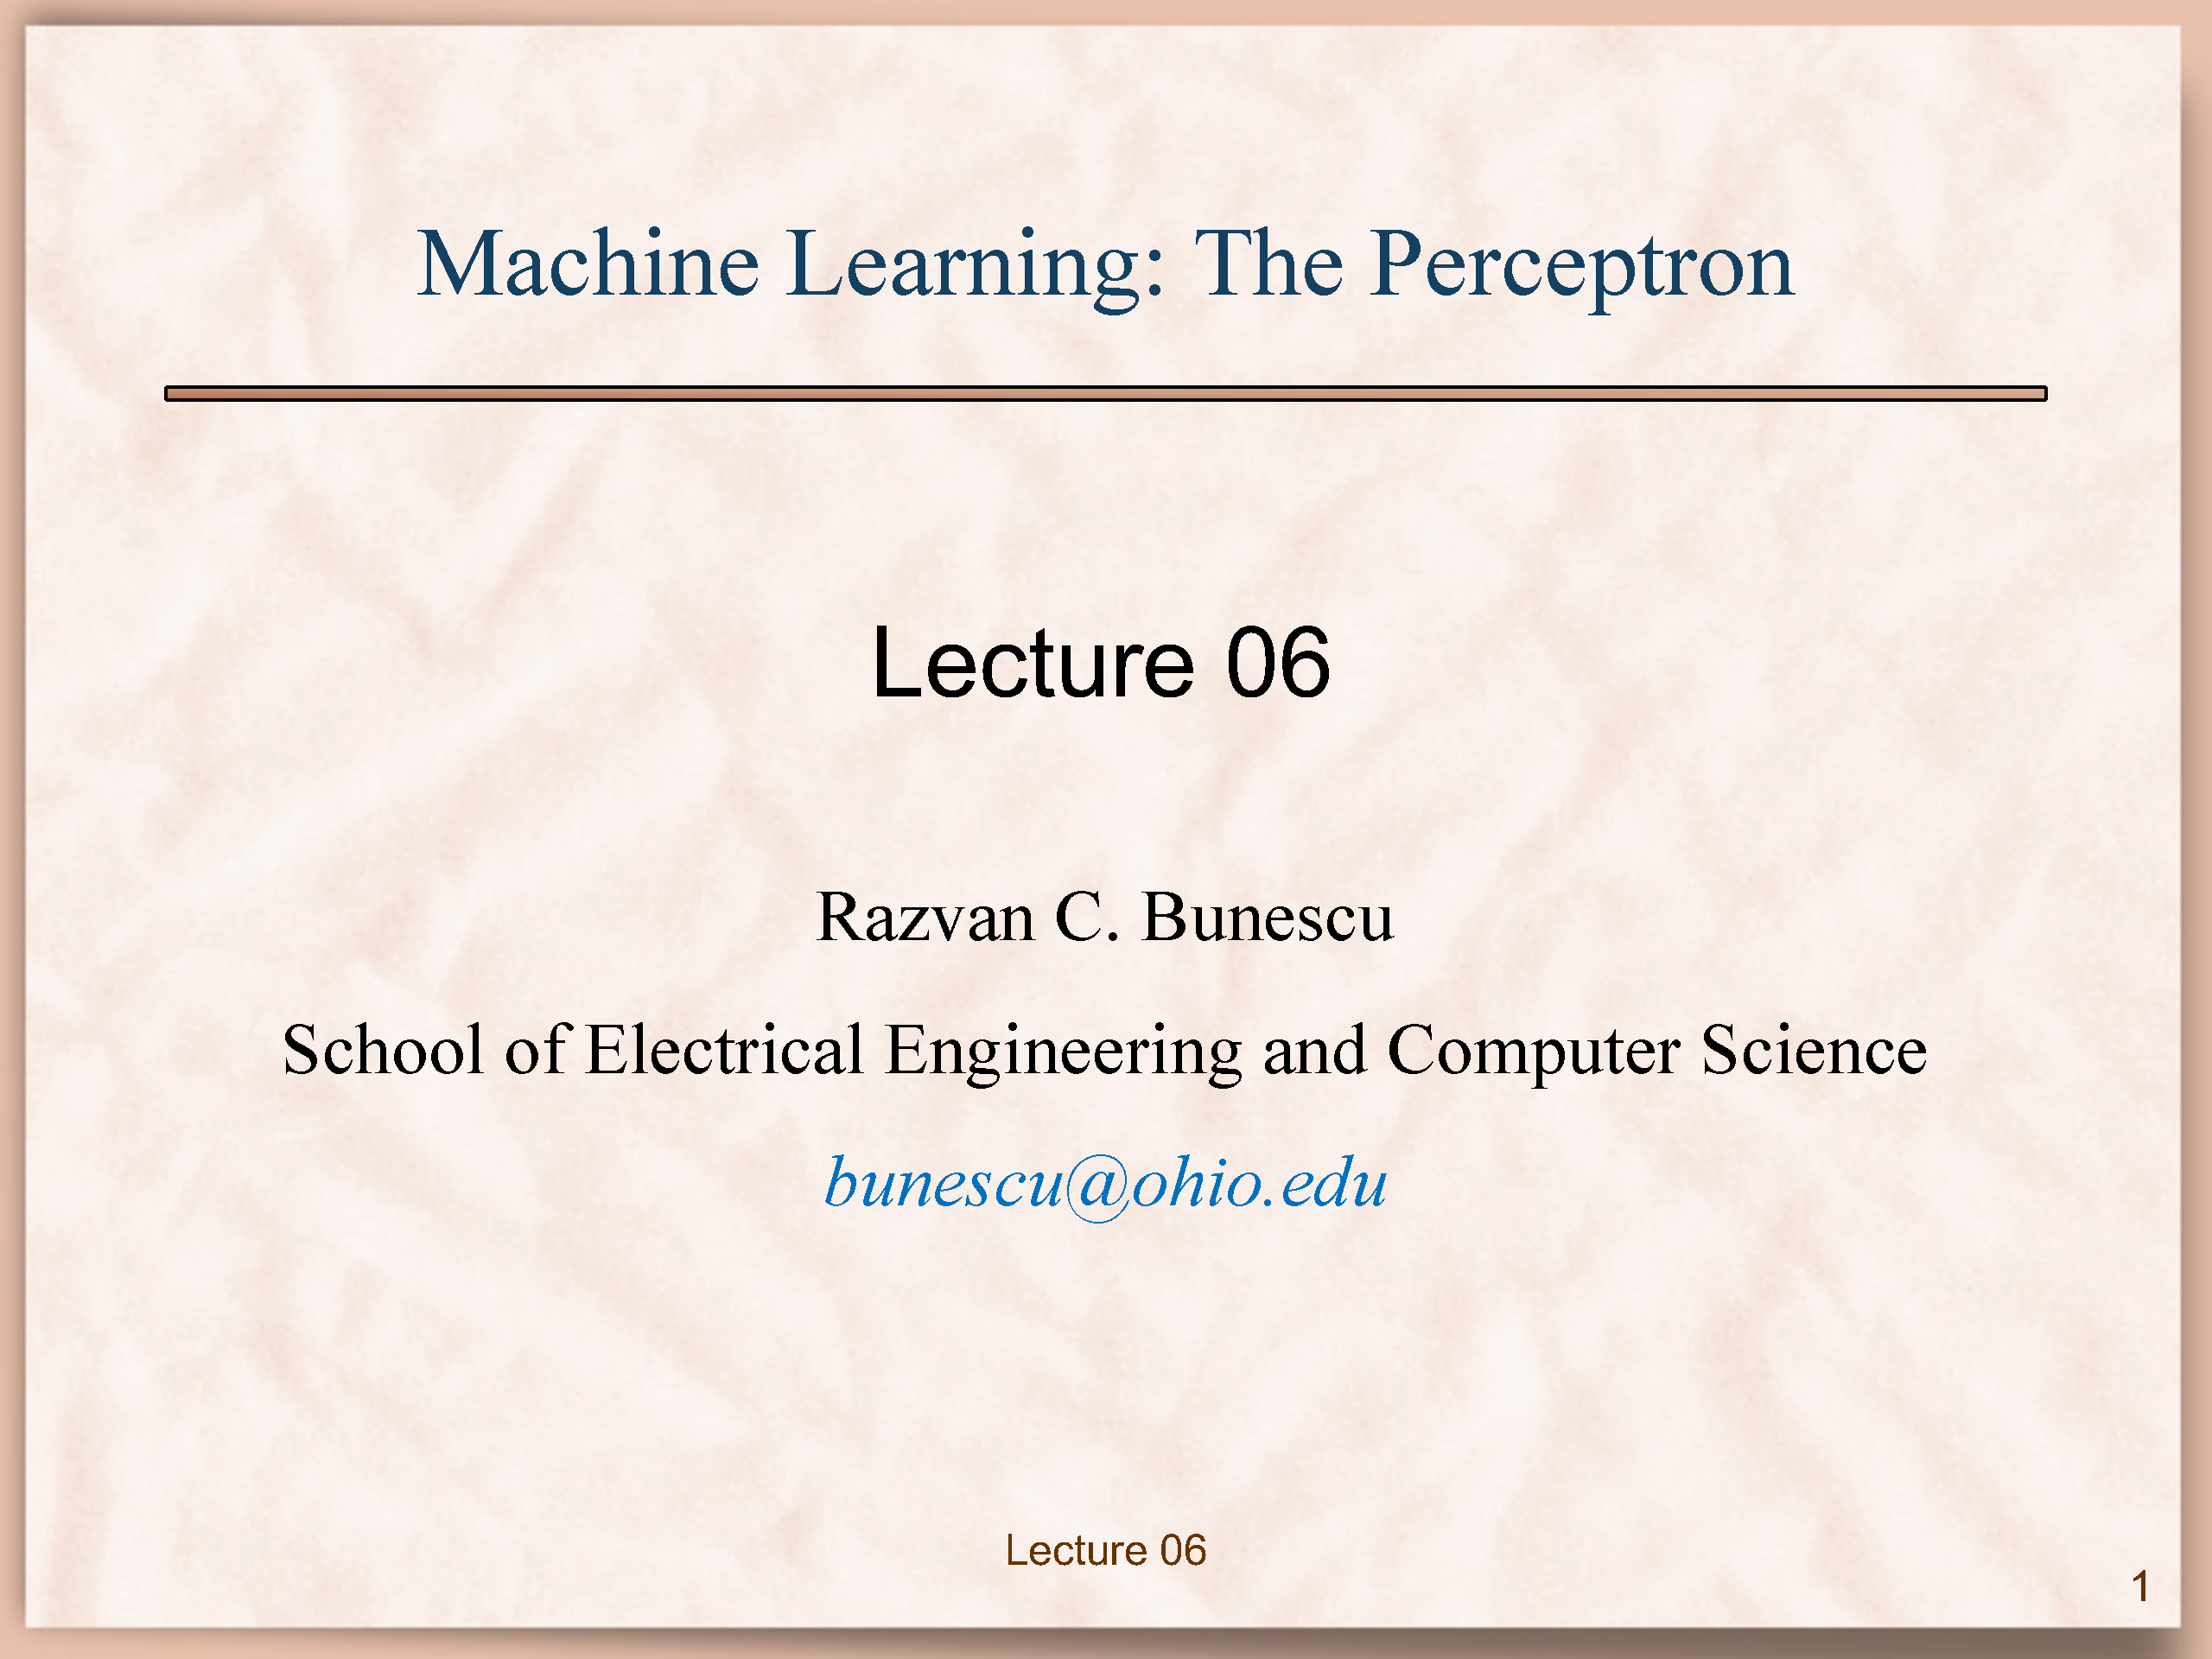 Machine Learning: The Perceptron
Lecture 06
Razvan C. Bunescu
School of Electrical Engineering and Computer Science
bunescu@ohio.edu
Lecture 06
1